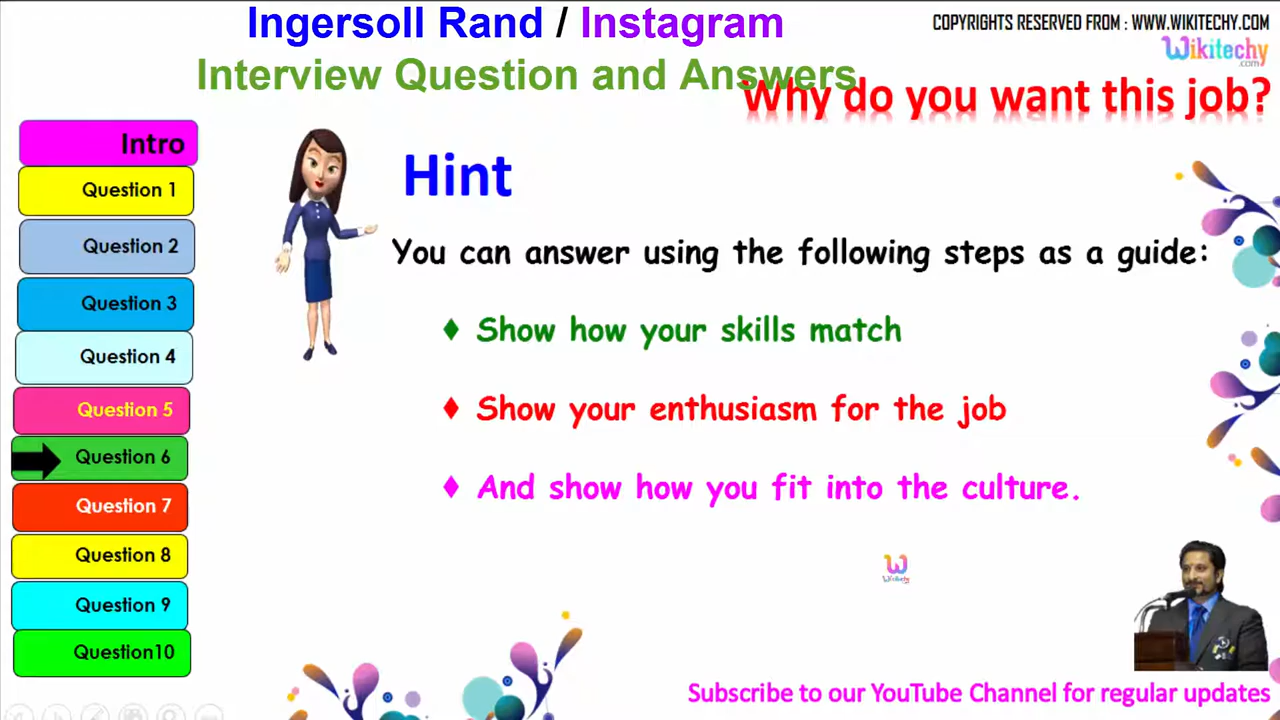 Ingersoll Rand / Instagram
COPYRIGHTS RESERVED FROM : WWW.WIKITECHY.COM
Wikitechy
.com
Interview Question and Answers
Why do you want this job?
Intro
Question 1
Question 2
Question 3
Question 4
Question 5
Question 6
Question 7
Question 8
Question 9
Question10
Hint
You can answer using the following steps as a guide:
♦ Show how your skills match
♦ Show your enthusiasm for the job
♦ And show how you fit into the culture.
W
Wikitechy
Subscribe to our YouTube Channel for regular updates